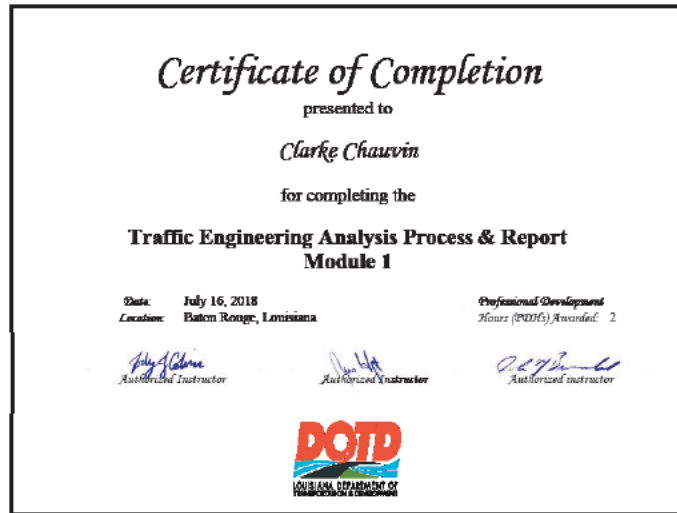 Certificate of Completion
presented to
Clarke Chauvin
for completing the
Traffic Engineering Analysis Process & Report
Module 1
Date: July 16, 2018
Location: Baton Rouge, Louisiana
Professional Development
Hours (PDHs) Awarded: 2
Authorized Instructor
Authorized Instructor
Authorized instructor
DOTD
LOUISIANA DEPARTMENT OF
TRANSPORTATION & DEVELOPMENT